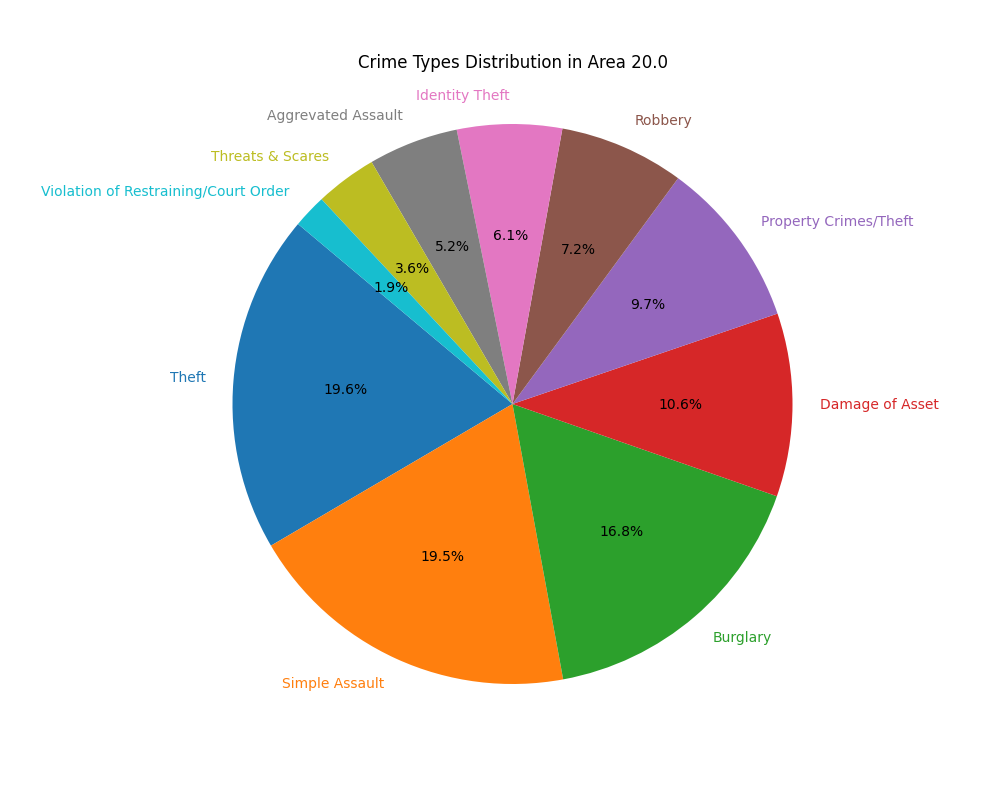 Crime Types Distribution in Area 20.0
Identity Theft
Aggrevated Assault
Robbery
Threats & Scares
Violation of Restraining/Court Order
Property Crimes/Theft
6.1%
5.2%
7.2%
3.6%
1.9%
9.7%
Theft
19.6%
10.6%
Damage of Asset
16.8%
19.5%
Burglary
Simple Assault